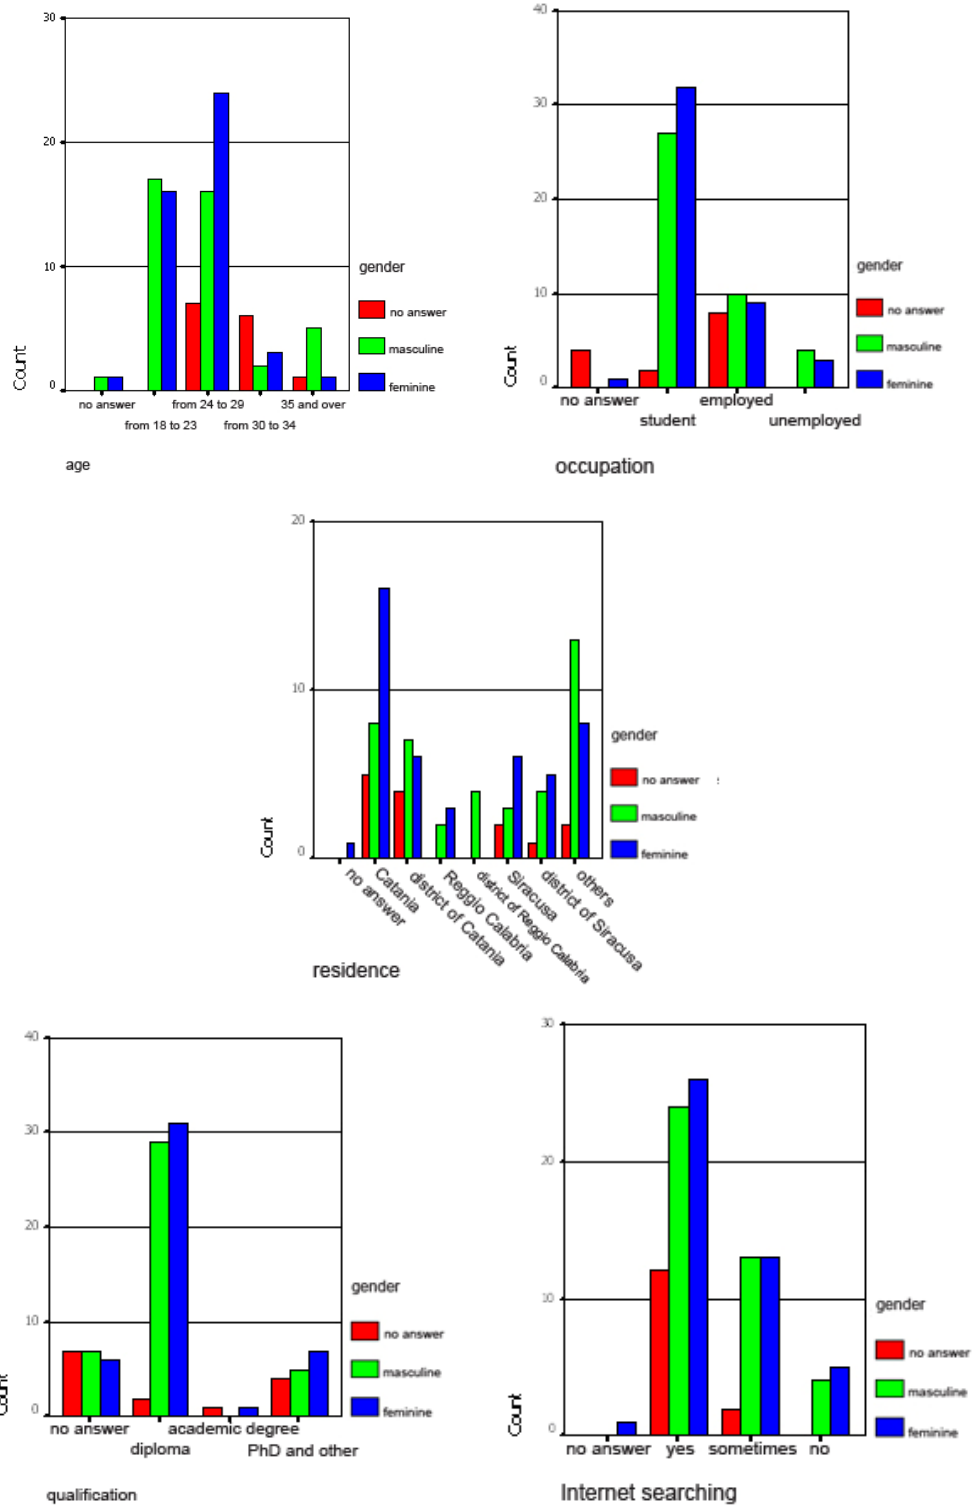 30
20
10
0
Count
no answer
from 24 to 29
35 and over
from 18 to 23
from 30 to 34
age
gender
no answer
masculine
feminine
40
30
20
10
0
Count
no answer
employed
student
unemployed
occupation
gender
no answer
masculine
feminine
20
10
0
Count
no answer
Catania
district of Catania
Reggio Calabria
district of Reggio Calabria
Siracusa
district of Siracusa
others
residence
gender
no answer
masculine
feminine
40
30
20
10
0
Count
no answer
academic degree
diploma
PhD and other
qualification
gender
no answer
masculine
feminine
30
20
10
0
Count
no answer yes sometimes no
Internet searching
gender
no answer
masculine
feminine